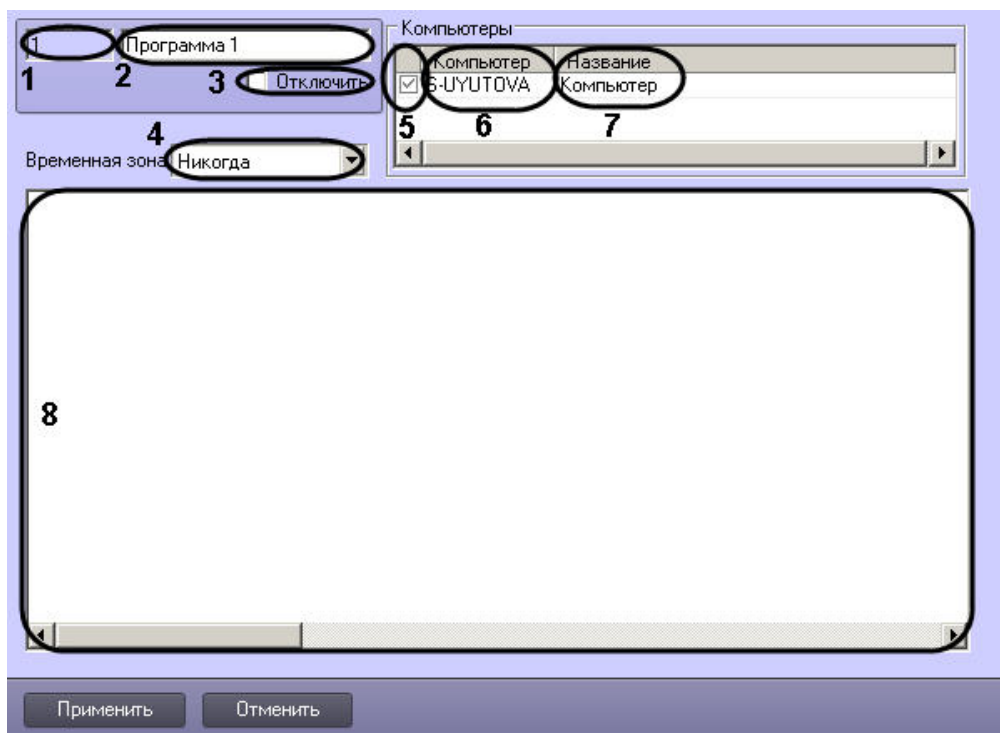 1 Программа 1
1 2 3 Отключить
Компьютеры
Компьютер Название
S-UYUTOVA Компьютер
5 6 7
4
Временная зона Никогда
8
Применить Отменить